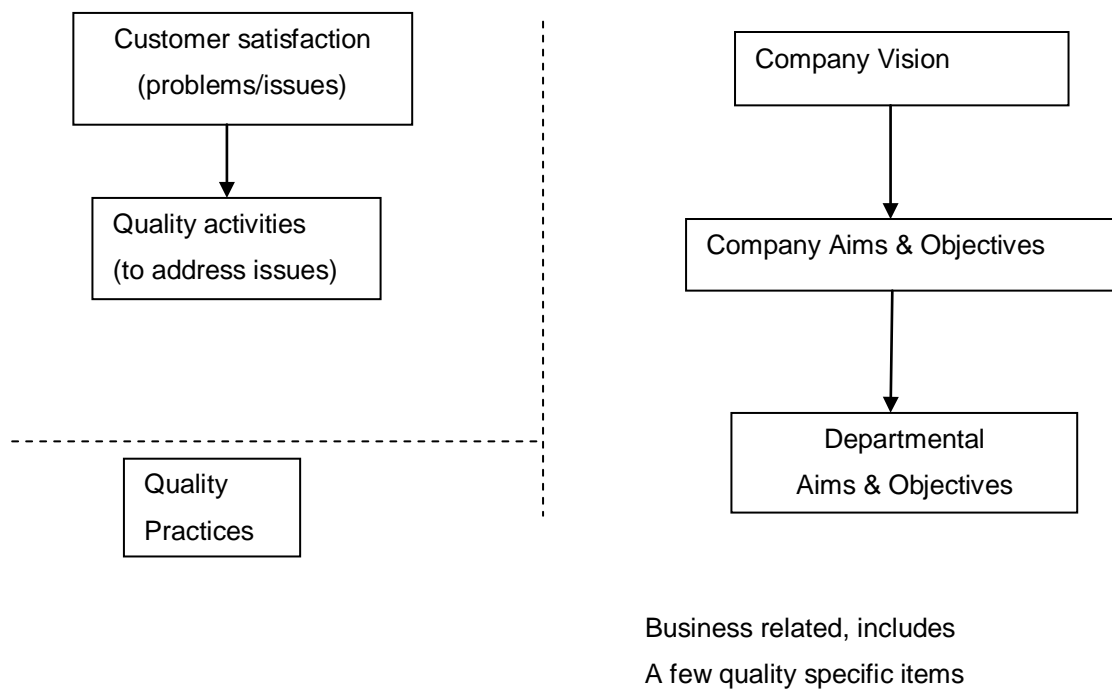 Customer satisfaction
(problems/issues)
Quality activities
(to address issues)
Quality
Practices
Company Vision
Company Aims & Objectives
Departmental
Aims & Objectives
Business related, includes
A few quality specific items